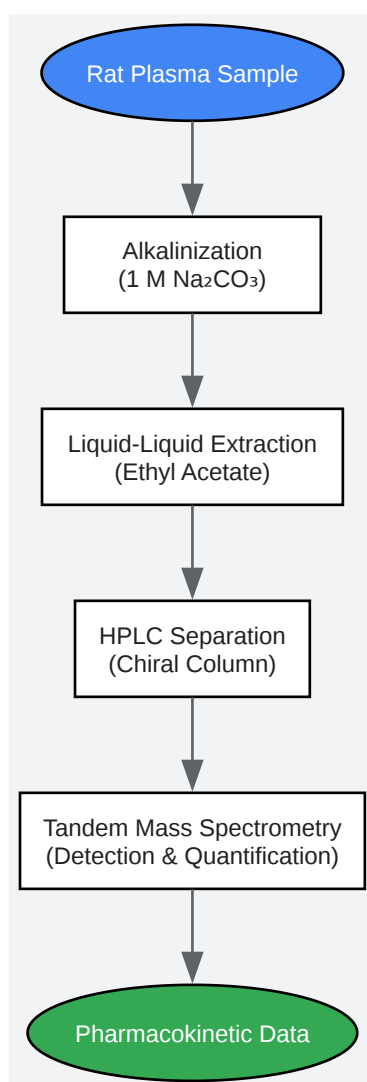 Rat Plasma Sample
Alkalinization
(1 M Na₂CO₃)
Liquid-Liquid Extraction
(Ethyl Acetate)
HPLC Separation
(Chiral Column)
Tandem Mass Spectrometry
(Detection & Quantification)
Pharmacokinetic Data